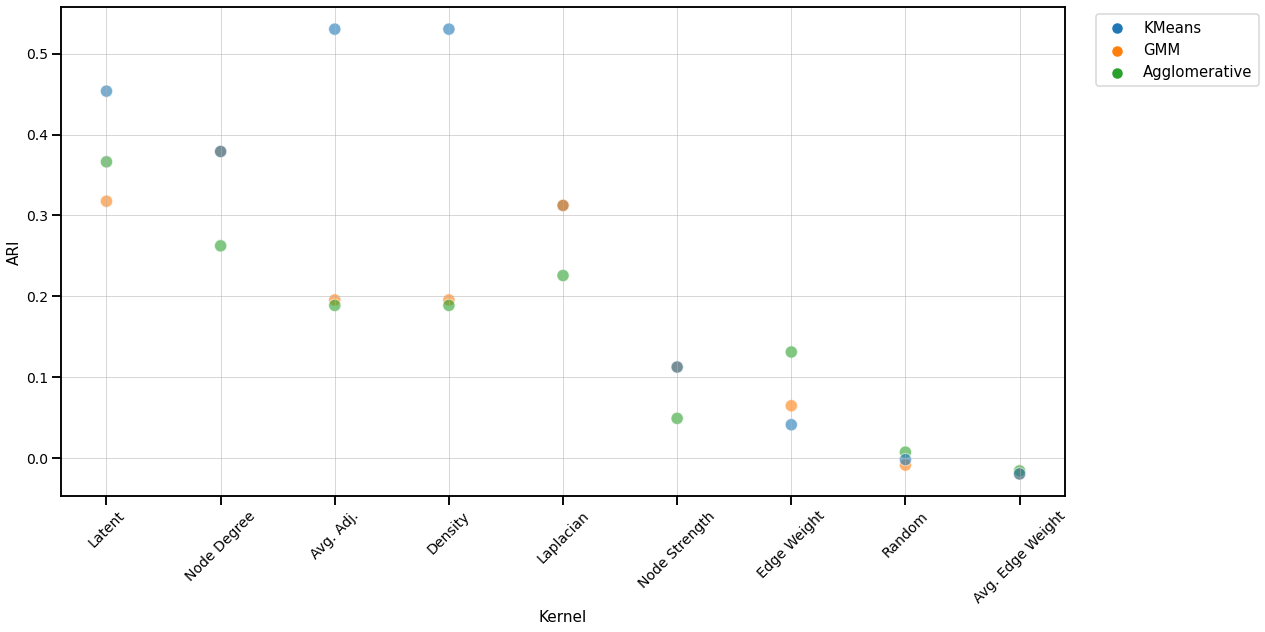 KMeans
GMM
Agglomerative
ARI
0.5
0.4
0.3
0.2
0.1
0.0
Latent
Node Degree
Avg. Adj.
Density
Laplacian
Node Strength
Edge Weight
Random
Avg. Edge Weight
Kernel